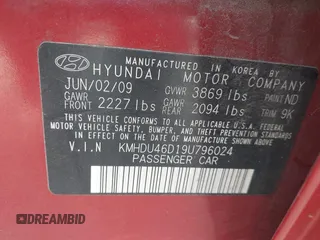 MADE IN KOREA
HYUNDAI MOTOR COMPANY
JUN/02/09 GVWR 3869 lbs PAINT ND
GAWR FRONT 2227 lbs GAWR REAR 2094 lbs TRIM 9K
THIS VEHICLE CONFORMS TO ALL APPLICABLE U.S. FEDERAL
MOTOR VEHICLE SAFETY, BUMPER, AND THEFT PREVENTION
STANDARDS IN EFFECT ON THE DATE OF MANUFACTURE
SHOWN ABOVE.
V.I.N KMHDU46D19U796024
PASSENGER CAR
DREAMBID